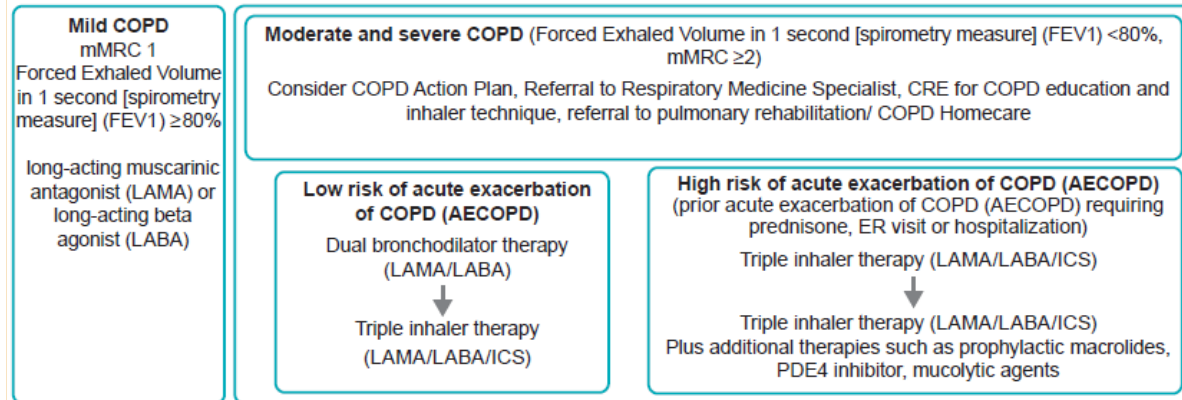 Mild COPD
mMRC 1
Forced Exhaled Volume
in 1 second [spirometry
measure] (FEV1) ≥80%
long-acting muscarinic
antagonist (LAMA) or
long-acting beta
agonist (LABA)
Moderate and severe COPD (Forced Exhaled Volume in 1 second [spirometry measure] (FEV1) <80%,
mMRC ≥2)
Consider COPD Action Plan, Referral to Respiratory Medicine Specialist, CRE for COPD education and
inhaler technique, referral to pulmonary rehabilitation/ COPD Homecare
Low risk of acute exacerbation
of COPD (AECOPD)
Dual bronchodilator therapy
(LAMA/LABA)
Triple inhaler therapy
(LAMA/LABA/ICS)
High risk of acute exacerbation of COPD (AECOPD)
(prior acute exacerbation of COPD (AECOPD) requiring
prednisone, ER visit or hospitalization)
Triple inhaler therapy (LAMA/LABA/ICS)
Triple inhaler therapy (LAMA/LABA/ICS)
Plus additional therapies such as prophylactic macrolides,
PDE4 inhibitor, mucolytic agents